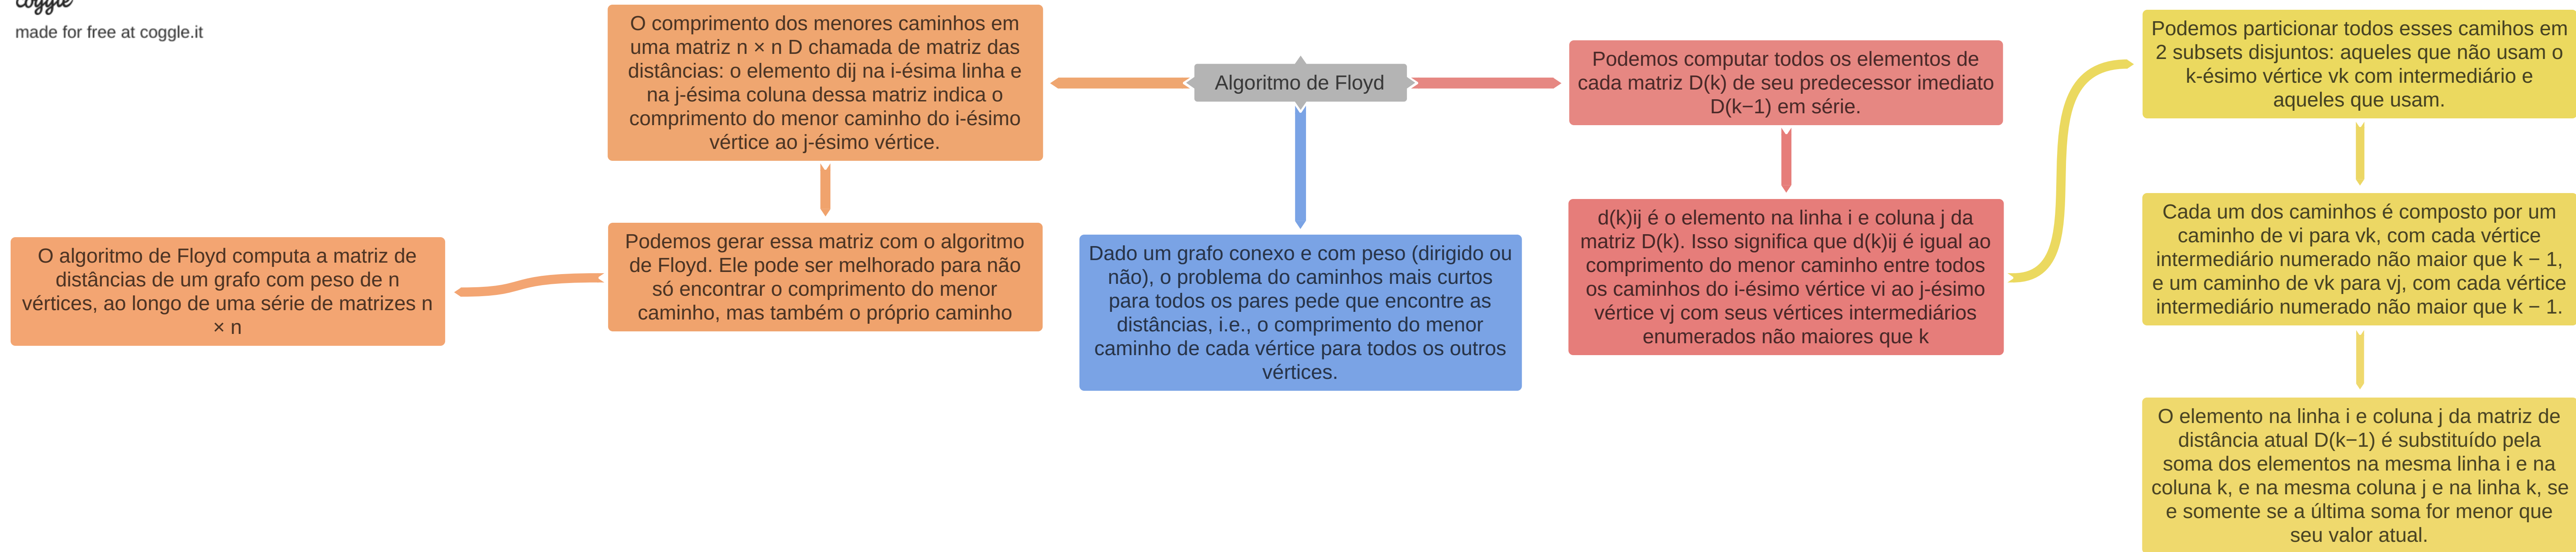 coggle
made for free at coggle.it
O comprimento dos menores caminhos em
uma matriz n × n D chamada de matriz das
distâncias: o elemento dij na i-ésima linha e
na j-ésima coluna dessa matriz indica o
comprimento do menor caminho do i-ésimo
vértice ao j-ésimo vértice.
Algoritmo de Floyd
Podemos computar todos os elementos de
cada matriz D(k) de seu predecessor imediato
D(k−1) em série.
Podemos particionar todos esses camihos em
2 subsets disjuntos: aqueles que não usam o
k-ésimo vértice vk com intermediário e
aqueles que usam.
O algoritmo de Floyd computa a matriz de
distâncias de um grafo com peso de n
vértices, ao longo de uma série de matrizes n
× n
Podemos gerar essa matriz com o algoritmo
de Floyd. Ele pode ser melhorado para não
só encontrar o comprimento do menor
caminho, mas também o próprio caminho
Dado um grafo conexo e com peso (dirigido ou
não), o problema do caminhos mais curtos
para todos os pares pede que encontre as
distâncias, i.e., o comprimento do menor
caminho de cada vértice para todos os outros
vértices.
d(k)ij é o elemento na linha i e coluna j da
matriz D(k). Isso significa que d(k)ij é igual ao
comprimento do menor caminho entre todos
os caminhos do i-ésimo vértice vi ao j-ésimo
vértice vj com seus vértices intermediários
enumerados não maiores que k
Cada um dos caminhos é composto por um
caminho de vi para vk, com cada vértice
intermediário numerado não maior que k − 1,
e um caminho de vk para vj, com cada vértice
intermediário numerado não maior que k − 1.
O elemento na linha i e coluna j da matriz de
distância atual D(k−1) é substituído pela
soma dos elementos na mesma linha i e na
coluna k, e na mesma coluna j e na linha k, se
e somente se a última soma for menor que
seu valor atual.